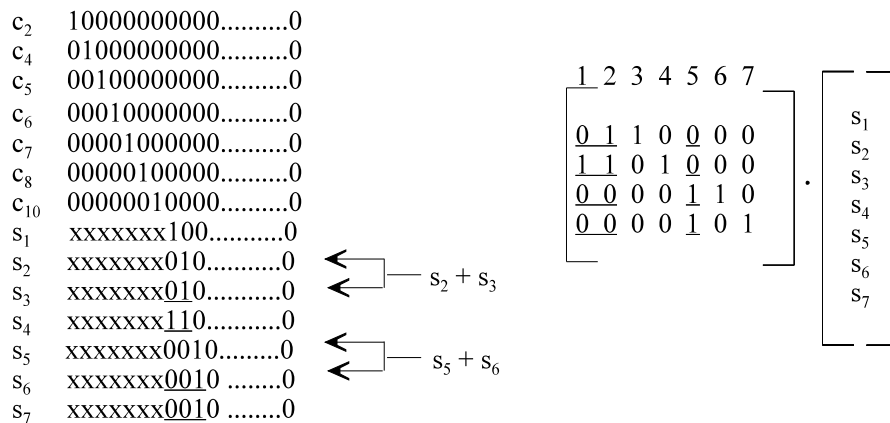 c2 10000000000..........0
c4 01000000000..........0
c5 00100000000..........0
c6 00010000000..........0
c7 00001000000..........0
c8 00000100000..........0
c10 00000010000..........0
s1 xxxxxxx100...........0
s2 xxxxxxx010...........0
s3 xxxxxxx010...........0
s4 xxxxxxx110...........0
s5 xxxxxxx0010.........0
s6 xxxxxxx0010 ........0
s7 xxxxxxx0010 ........0
s2 + s3
s5 + s6
1 2 3 4 5 6 7
0 1 1 0 0 0 0
1 1 0 1 0 0 0
0 0 0 0 1 1 0
0 0 0 0 1 0 1
.
s1
s2
s3
s4
s5
s6
s7